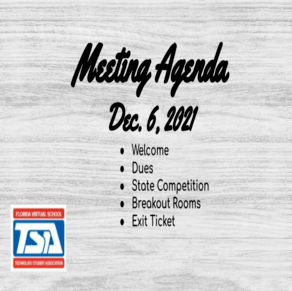 Meeting Agenda
Dec. 6, 2021
• Welcome
• Dues
• State Competition
• Breakout Rooms
• Exit Ticket
FLORIDA VIRTUAL SCHOOL
TSA
TECHNOLOGY STUDENT ASSOCIATION